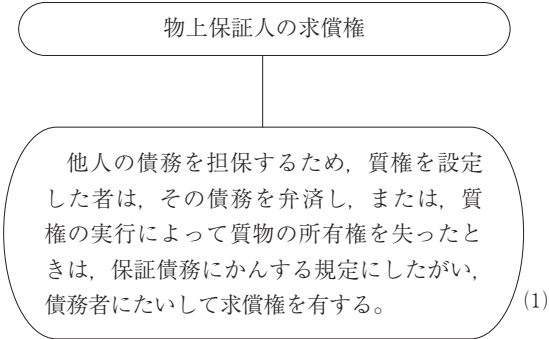 物上保証人の求償権
他人の債務を担保するため，質権を設定
した者は，その債務を弁済し，または，質
権の実行によって質物の所有権を失ったと
きは，保証債務にかんする規定にしたがい，
債務者にたいして求償権を有する。
(1)